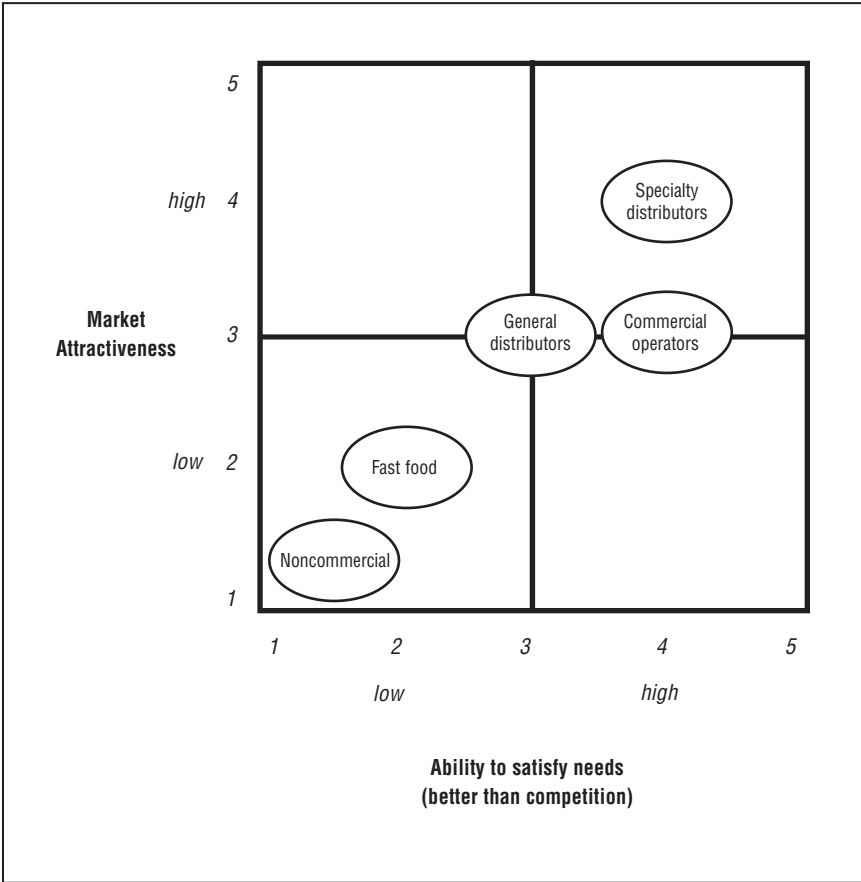 5
high 4
Specialty
distributors
Market
Attractiveness
3
General
distributors
Commercial
operators
low 2
Fast food
Noncommercial
1
1 2 3 4 5
low high
Ability to satisfy needs
(better than competition)